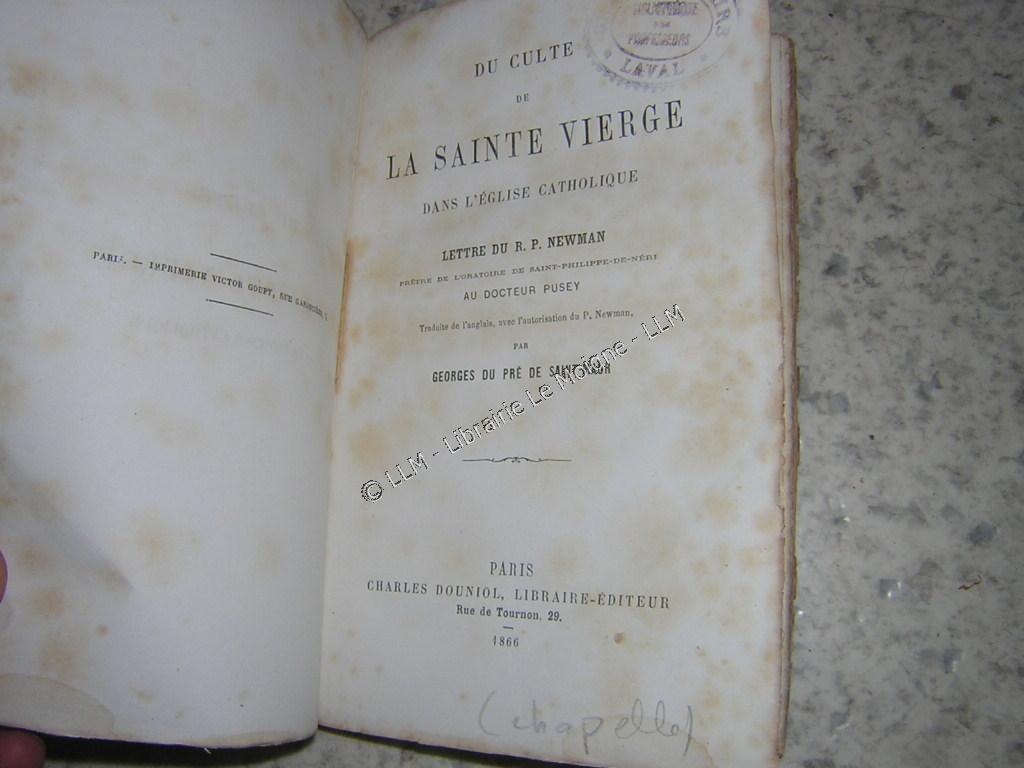 PARIS. — IMPRIMERIE VICTOR GOUPY, RUE
BIBLIOTHÈQUE
DES
PROFESSEURS
LAVAL
DU CULTE
DE
LA SAINTE VIERGE
DANS L'ÉGLISE CATHOLIQUE
LETTRE DU R. P. NEWMAN
PRÊTRE DE L'ORATOIRE DE SAINT-PHILIPPE-DE-NÉRI
AU DOCTEUR PUSEY
Traduite de l'anglais, avec l'autorisation du P. Newman,
PAR
GEORGES DU PRÉ DE
© LLM - Librairie Le Moigne - LLM
PARIS
CHARLES DOUNIOL, LIBRAIRE-ÉDITEUR
Rue de Tournon, 29.
1866
(chapelle)